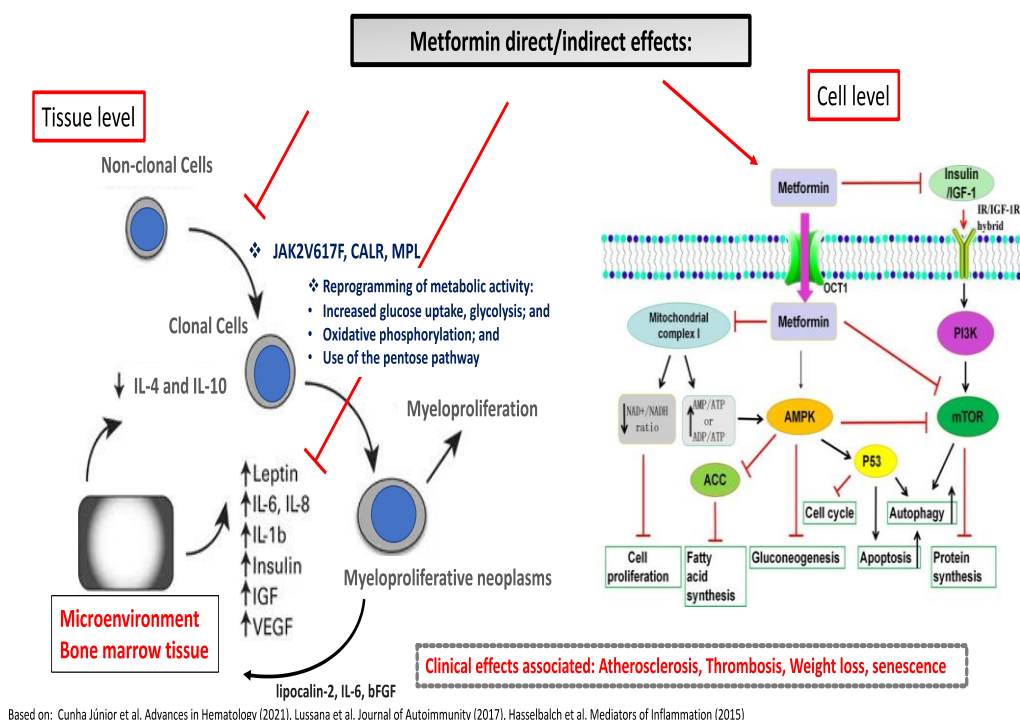 Metformin direct/indirect effects:
Tissue level
Cell level
Non-clonal Cells
❖ JAK2V617F, CALR, MPL
❖ Reprogramming of metabolic activity:
• Increased glucose uptake, glycolysis; and
• Oxidative phosphorylation; and
• Use of the pentose pathway
Clonal Cells
IL-4 and IL-10
Myeloproliferation
Leptin
IL-6, IL-8
IL-1b
Insulin
IGF
VEGF
Myeloproliferative neoplasms
Microenvironment
Bone marrow tissue
lipocalin-2, IL-6, bFGF
Metformin
Insulin
/IGF-1
IR/IGF-1R
hybrid
OCT1
Mitochondrial
complex I
Metformin
PI3K
NAD+/NADH
ratio
AMP/ATP
or
ADP/ATP
AMPK
mTOR
ACC
P53
Cell cycle
Autophagy
Cell
proliferation
Fatty
acid
synthesis
Gluconeogenesis
Apoptosis
Protein
synthesis
Clinical effects associated: Atherosclerosis, Thrombosis, Weight loss, senescence
Based on: Cunha Júnior et al. Advances in Hematology (2021), Lussana et al. Journal of Autoimmunity (2017), Hasselbalch et al. Mediators of Inflammation (2015)